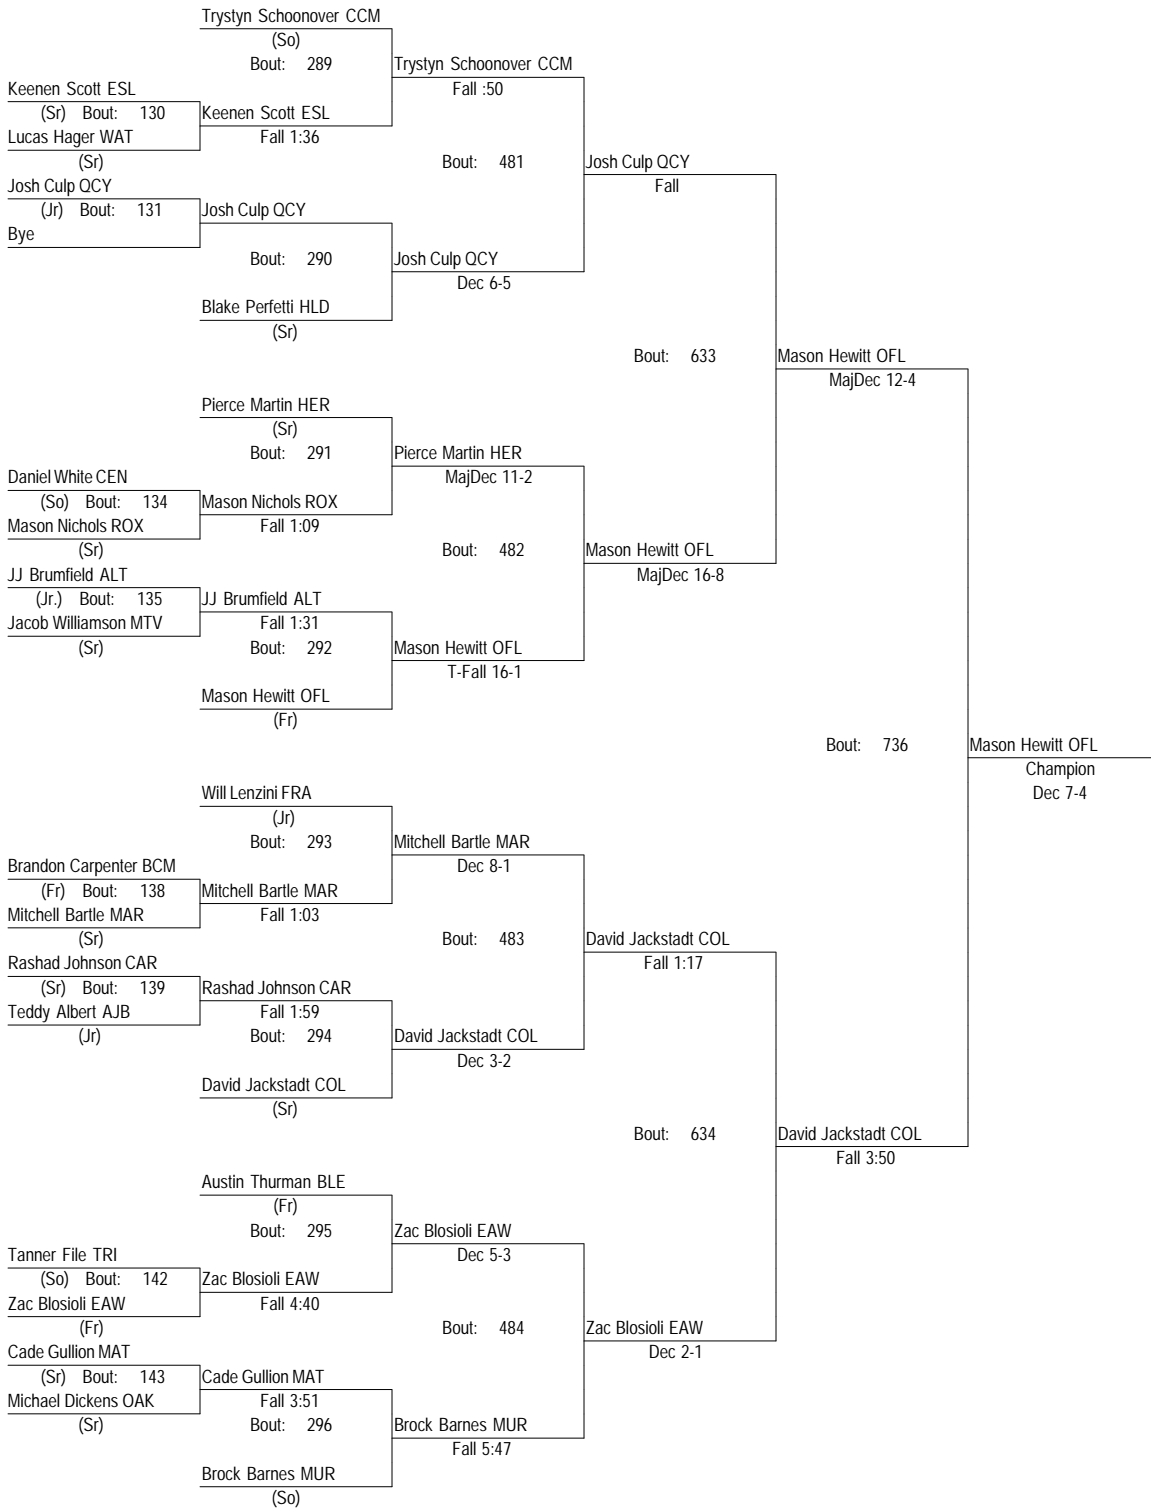 Trystyn Schoonover CCM
(So)
Bout: 289
Trystyn Schoonover CCM
Fall :50
Keenen Scott ESL
(Sr) Bout: 130
Keenen Scott ESL
Fall 1:36
Lucas Hager WAT
(Sr)
Bout: 481
Josh Culp QCY
Fall
Josh Culp QCY
(Jr) Bout: 131
Josh Culp QCY
Bye
Bout: 290
Josh Culp QCY
Dec 6-5
Blake Perfetti HLD
(Sr)
Bout: 633
Mason Hewitt OFL
MajDec 12-4
Pierce Martin HER
(Sr)
Bout: 291
Pierce Martin HER
MajDec 11-2
Daniel White CEN
(So) Bout: 134
Mason Nichols ROX
Fall 1:09
Mason Nichols ROX
(Sr)
Bout: 482
Mason Hewitt OFL
MajDec 16-8
JJ Brumfield ALT
(Jr.) Bout: 135
JJ Brumfield ALT
Fall 1:31
Jacob Williamson MTV
(Sr)
Bout: 292
Mason Hewitt OFL
T-Fall 16-1
Mason Hewitt OFL
(Fr)
Bout: 736
Mason Hewitt OFL
Champion
Dec 7-4
Will Lenzini FRA
(Jr)
Bout: 293
Mitchell Bartle MAR
Dec 8-1
Brandon Carpenter BCM
(Fr) Bout: 138
Mitchell Bartle MAR
Fall 1:03
Mitchell Bartle MAR
(Sr)
Bout: 483
David Jackstadt COL
Fall 1:17
Rashad Johnson CAR
(Sr) Bout: 139
Rashad Johnson CAR
Fall 1:59
Teddy Albert AJB
(Jr)
Bout: 294
David Jackstadt COL
Dec 3-2
David Jackstadt COL
(Sr)
Bout: 634
David Jackstadt COL
Fall 3:50
Austin Thurman BLE
(Fr)
Bout: 295
Zac Blosioli EAW
Dec 5-3
Tanner File TRI
(So) Bout: 142
Zac Blosioli EAW
Fall 4:40
Zac Blosioli EAW
(Fr)
Bout: 484
Zac Blosioli EAW
Dec 2-1
Cade Gullion MAT
(Sr) Bout: 143
Cade Gullion MAT
Fall 3:51
Michael Dickens OAK
(Sr)
Bout: 296
Brock Barnes MUR
Fall 5:47
Brock Barnes MUR
(So)